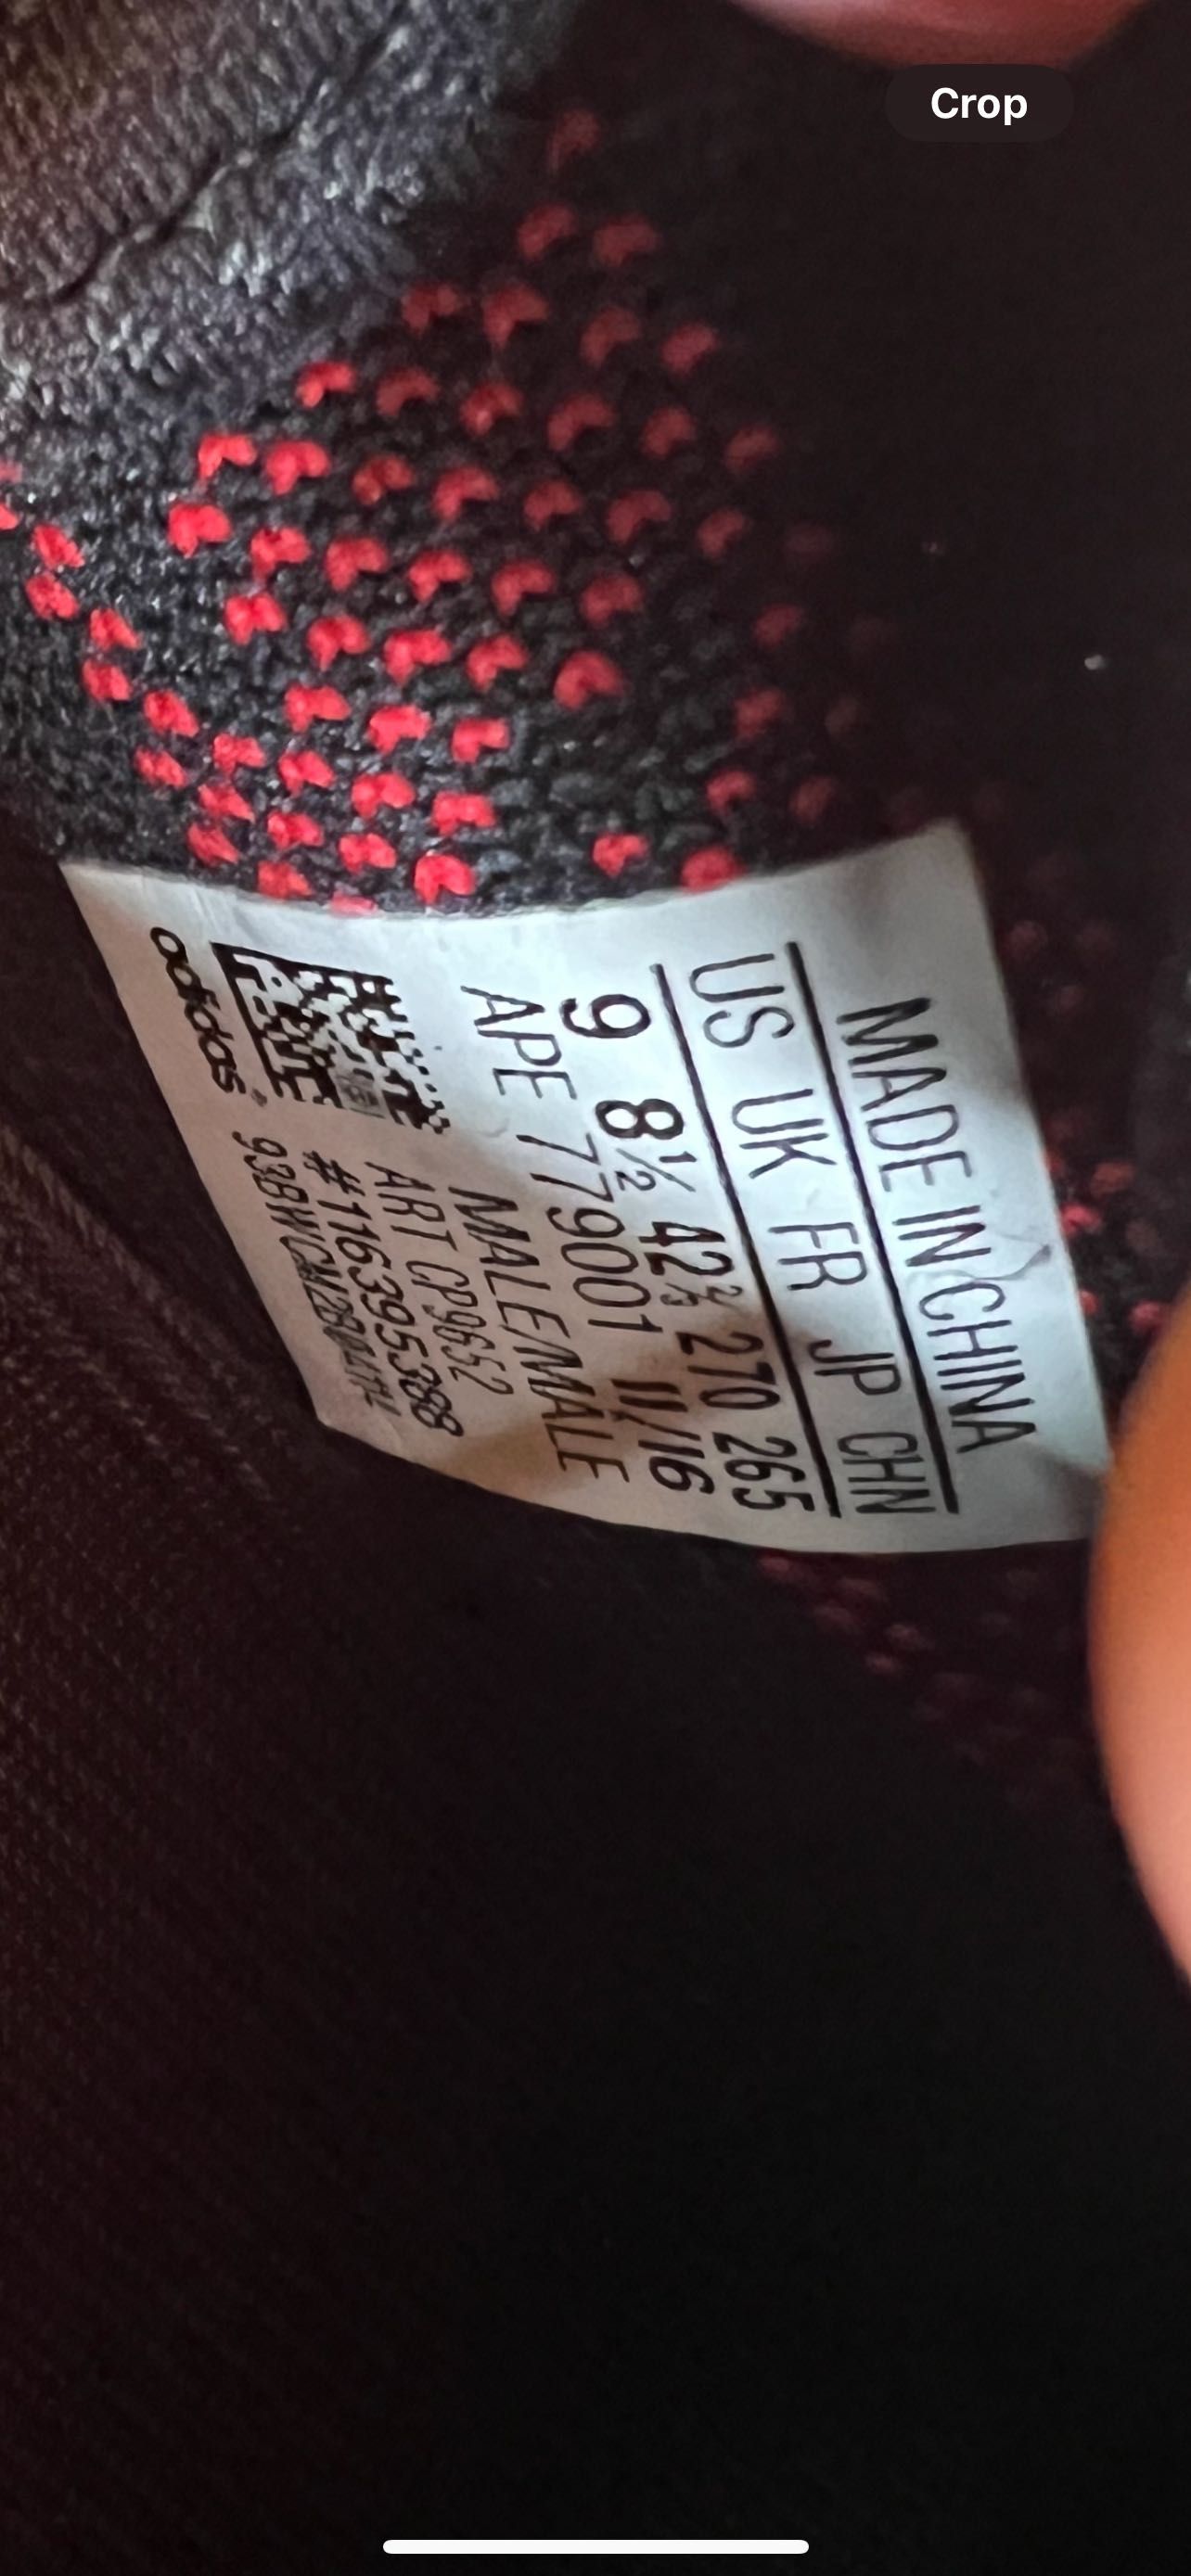 Crop
MADE IN CHINA
US UK FR JP CHN
9 8½ 42⅔ 270 265
APE 779001 11/16
MALE/MALE
ART CP9652
#1163955388
adidas